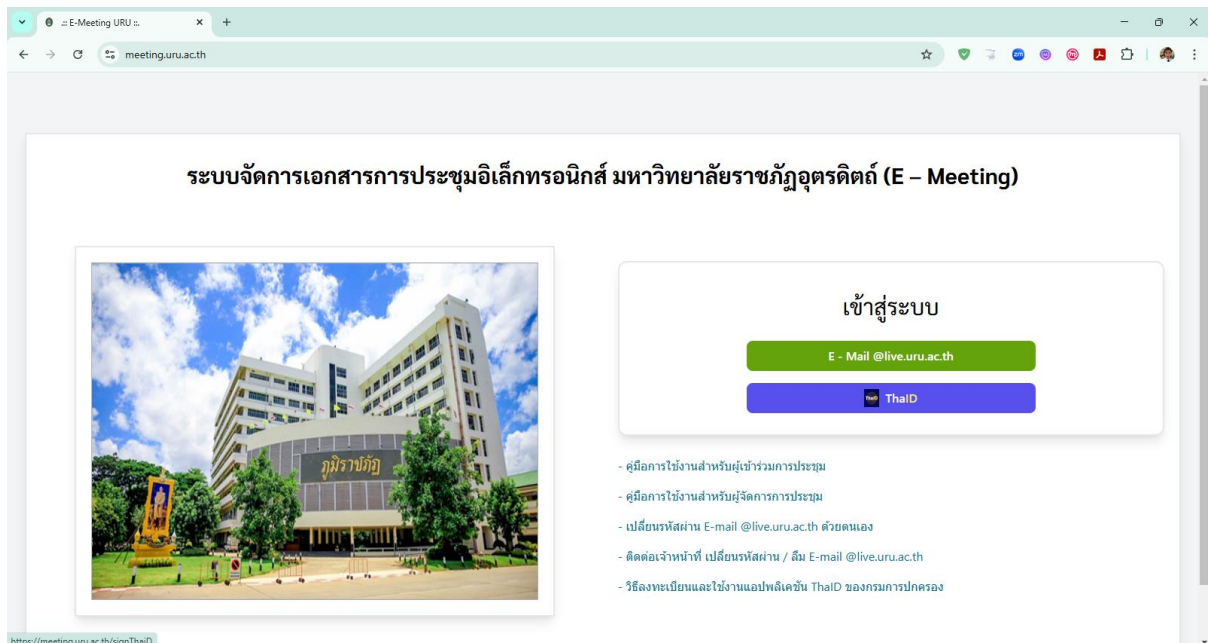 .:: E-Meeting URU ::.
meeting.uru.ac.th
zm
ระบบจัดการเอกสารการประชุมอิเล็กทรอนิกส์ มหาวิทยาลัยราชภัฏอุตรดิตถ์ (E – Meeting)
ภูมิราชภัฏ
เข้าสู่ระบบ
E - Mail @live.uru.ac.th
ThaID
- คู่มือการใช้งานสำหรับผู้เข้าร่วมการประชุม
- คู่มือการใช้งานสำหรับผู้จัดการการประชุม
- เปลี่ยนรหัสผ่าน E-mail @live.uru.ac.th ด้วยตนเอง
- ติดต่อเจ้าหน้าที่ เปลี่ยนรหัสผ่าน / ลืม E-mail @live.uru.ac.th
- วิธีลงทะเบียนและใช้งานแอปพลิเคชัน ThaID ของกรมการปกครอง
https://meeting.uru.ac.th/signThaiD